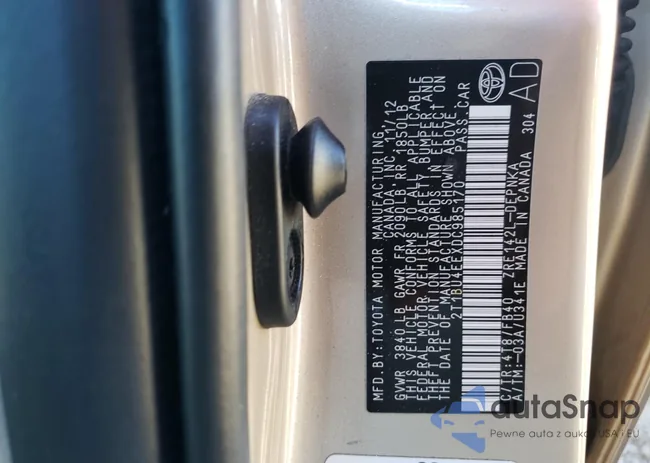 MFD.BY:TOYOTA MOTOR MANUFACTURING,
CANADA, INC. 11/12
GVWR 3840 LB GAWR FR 2090LB RR 1850LB
THIS VEHICLE CONFORMS TO ALL APPLICABLE
FEDERAL MOTOR VEHICLE SAFETY, BUMPER, AND
THEFT PREVENTION STANDARDS IN EFFECT ON
THE DATE OF MANUFACTURE SHOWN ABOVE.
2T1BU4EEXDC985170 PASS.CAR
C/TR:4T8/FB40 ZRE142L-DEPNKA
A/TM:-03A/U341E MADE IN CANADA 304
AD
autoSnap
Pewne auta z aukcji USA i EU